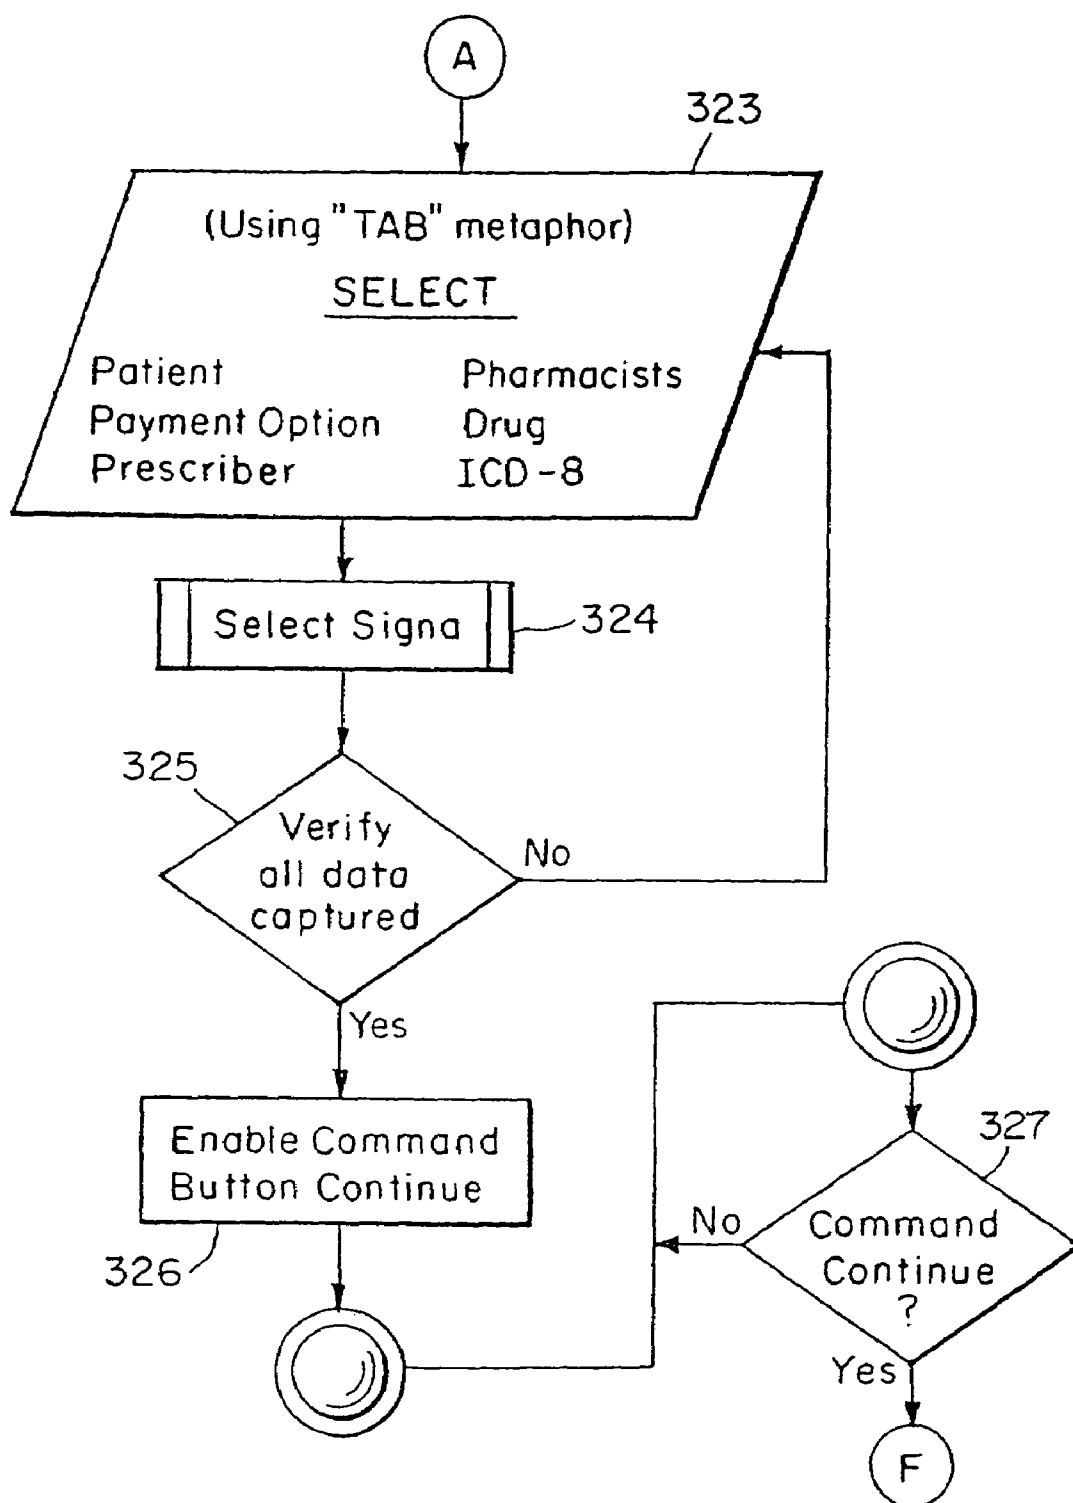 A
323
(Using "TAB" metaphor)
SELECT
Patient Pharmacists
Payment Option Drug
Prescriber ICD-8
Select Signa
324
325
Verify
all data
captured
No
Yes
Enable Command
Button Continue
326
327
Command
Continue
?
No
Yes
F